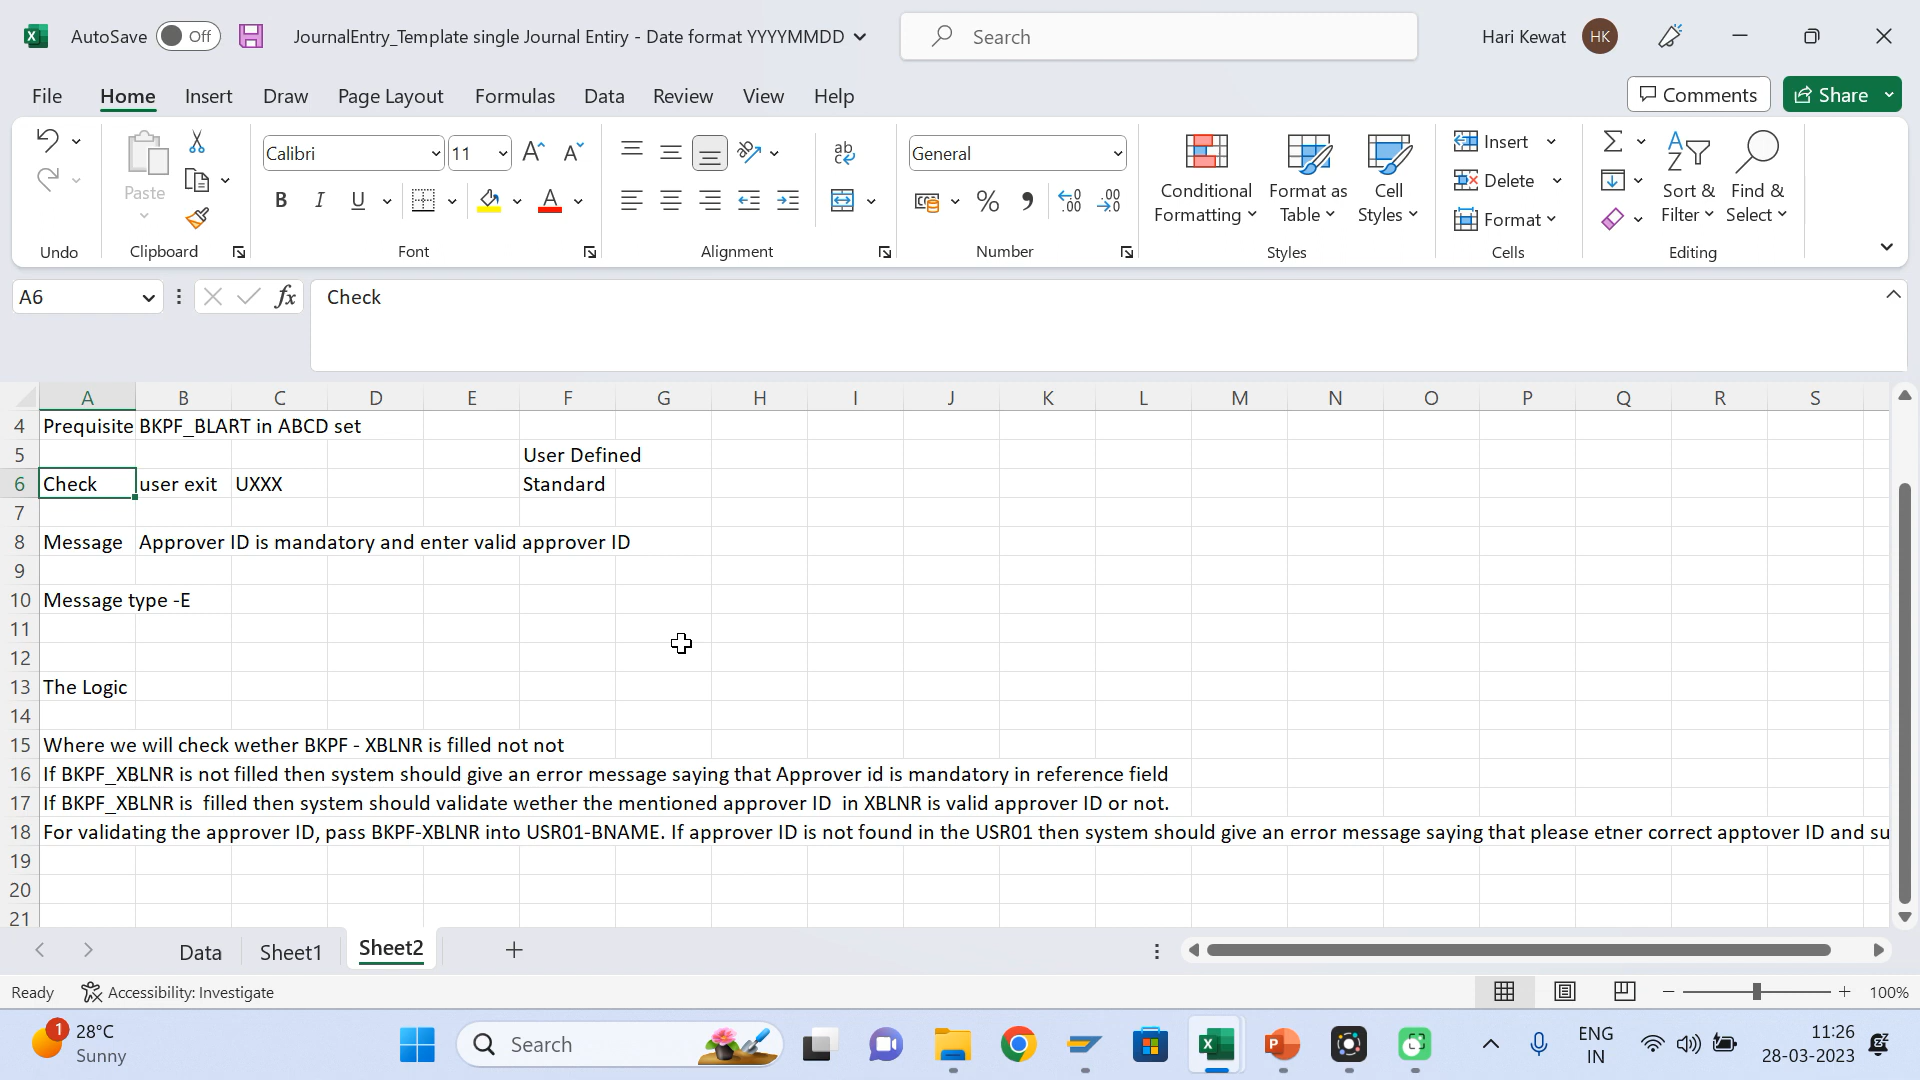 AutoSave Off JournalEntry_Template single Journal Entiry - Date format YYYYMMDD Search Hari Kewat HK
File Home Insert Draw Page Layout Formulas Data Review View Help Comments Share
Paste
Calibri 11
ab
General
Conditional Formatting
Format as Table
Cell Styles
Insert
Delete
Format
Sort & Filter
Find & Select
Undo Clipboard Font Alignment Number Styles Cells Editing
A6 fx Check
A B C D E F G H I J K L M N O P Q R S
4 Prequisite BKPF_BLART in ABCD set
5 User Defined
6 Check user exit UXXX Standard
7
8 Message Approver ID is mandatory and enter valid approver ID
9
10 Message type -E
11
12
13 The Logic
14
15 Where we will check wether BKPF - XBLNR is filled not not
16 If BKPF_XBLNR is not filled then system should give an error message saying that Approver id is mandatory in reference field
17 If BKPF_XBLNR is  filled then system should validate wether the mentioned approver ID  in XBLNR is valid approver ID or not.
18 For validating the approver ID, pass BKPF-XBLNR into USR01-BNAME. If approver ID is not found in the USR01 then system should give an error message saying that please etner correct apptover ID and su
19
20
21
Data Sheet1 Sheet2
Ready Accessibility: Investigate 100%
1 28°C
Sunny
Search
ENG
IN
11:26
28-03-2023